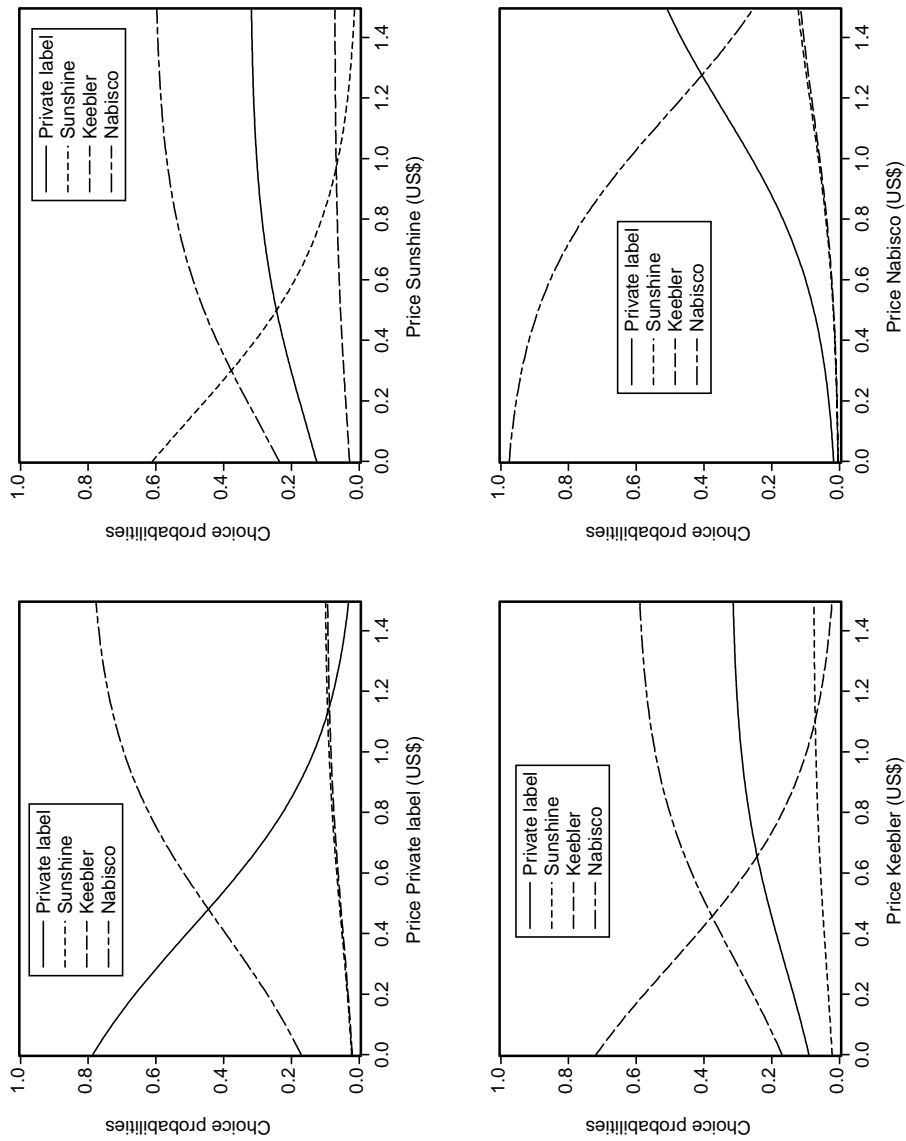 Choice probabilities
1.0
0.8
0.6
0.4
0.2
0.0
Private label
Sunshine
Keebler
Nabisco
0.0 0.2 0.4 0.6 0.8 1.0 1.2 1.4
Price Private label (US$)
Choice probabilities
1.0
0.8
0.6
0.4
0.2
0.0
Private label
Sunshine
Keebler
Nabisco
0.0 0.2 0.4 0.6 0.8 1.0 1.2 1.4
Price Sunshine (US$)
Choice probabilities
1.0
0.8
0.6
0.4
0.2
0.0
Private label
Sunshine
Keebler
Nabisco
0.0 0.2 0.4 0.6 0.8 1.0 1.2 1.4
Price Keebler (US$)
Choice probabilities
1.0
0.8
0.6
0.4
0.2
0.0
Private label
Sunshine
Keebler
Nabisco
0.0 0.2 0.4 0.6 0.8 1.0 1.2 1.4
Price Nabisco (US$)